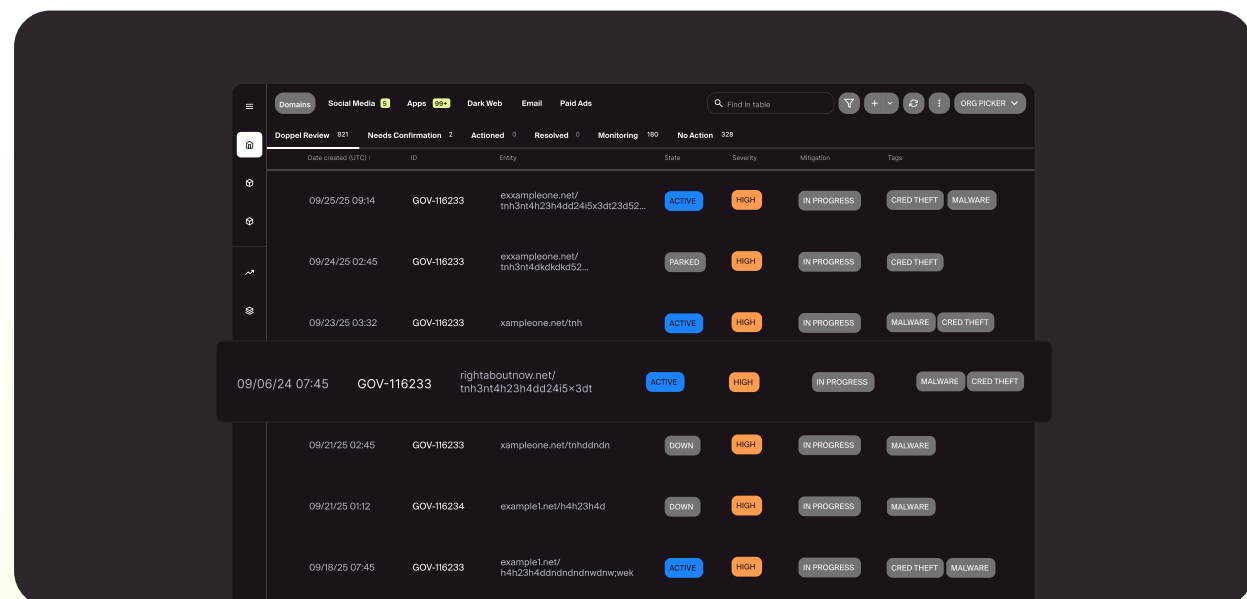 Domains Social Media 5 Apps 99+ Dark Web Email Paid Ads Find in table ORG PICKER
Doppel Review 821 Needs Confirmation 2 Actioned 0 Resolved 0 Monitoring 180 No Action 328
Date created (UTC) ID Entity State Severity Mitigation Tags
09/25/25 09:14 GOV-116233 exxampleone.net/ ACTIVE HIGH IN PROGRESS CRED THEFT MALWARE
tnh3nt4h23h4dd24i5x3dt23d52...
09/24/25 02:45 GOV-116233 exxampleone.net/ PARKED HIGH IN PROGRESS CRED THEFT
tnh3nt4dkdkdkd52...
09/23/25 03:32 GOV-116233 xampleone.net/tnh ACTIVE HIGH IN PROGRESS MALWARE CRED THEFT
09/06/24 07:45 GOV-116233 rightaboutnow.net/ ACTIVE HIGH IN PROGRESS MALWARE CRED THEFT
tnh3nt4h23h4dd24i5×3dt
09/21/25 02:45 GOV-116233 xampleone.net/tnhddndn DOWN HIGH IN PROGRESS MALWARE
09/21/25 01:12 GOV-116234 example1.net/h4h23h4d DOWN HIGH IN PROGRESS MALWARE
09/18/25 07:45 GOV-116233 example1.net/ ACTIVE HIGH IN PROGRESS CRED THEFT MALWARE
h4h23h4ddndndndnwdnw;wek